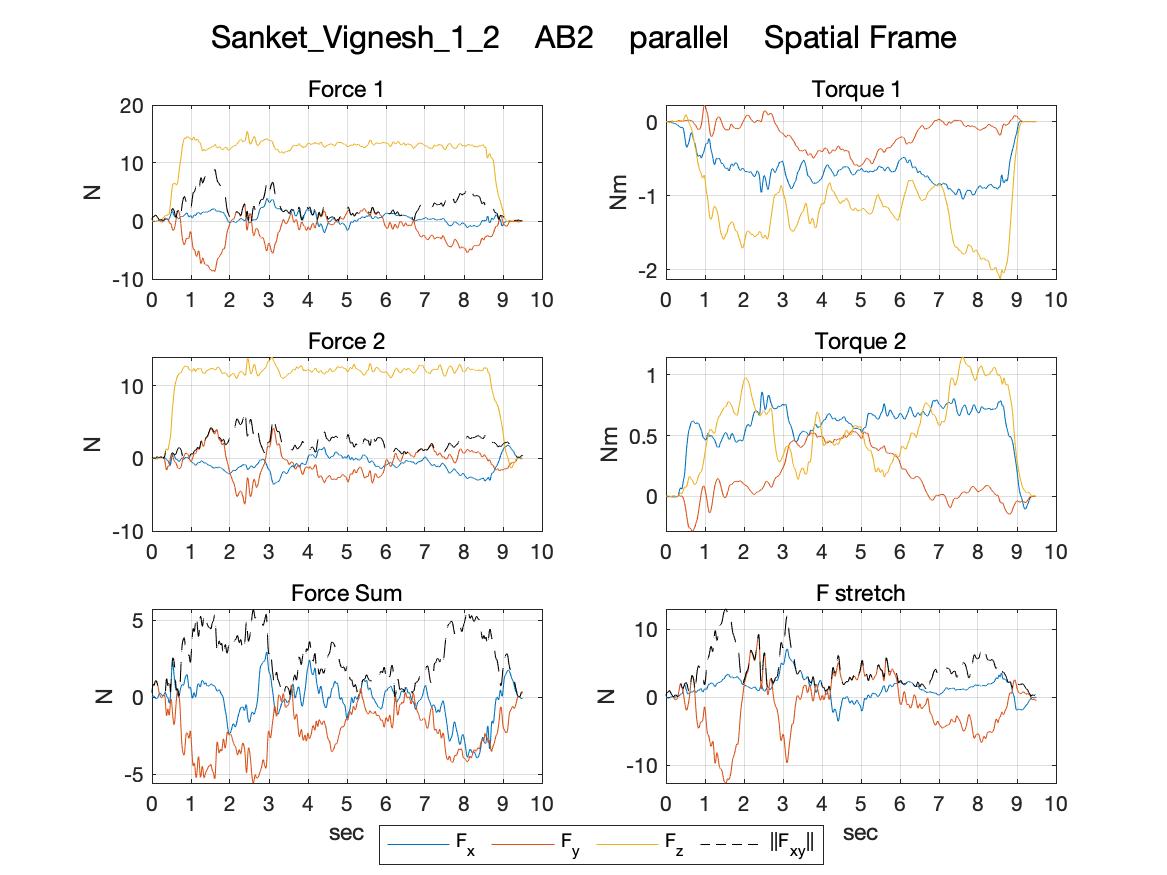 Sanket_Vignesh_1_2 AB2 parallel Spatial Frame
Force 1
20
10
0
-10
N
0 1 2 3 4 5 6 7 8 9 10
Torque 1
0
-1
-2
Nm
0 1 2 3 4 5 6 7 8 9 10
Force 2
10
0
-10
N
0 1 2 3 4 5 6 7 8 9 10
Torque 2
1
0.5
0
Nm
0 1 2 3 4 5 6 7 8 9 10
Force Sum
5
0
-5
N
0 1 2 3 4 5 6 7 8 9 10
sec
F stretch
10
0
-10
N
0 1 2 3 4 5 6 7 8 9 10
sec
Fx Fy Fz ||Fxy||